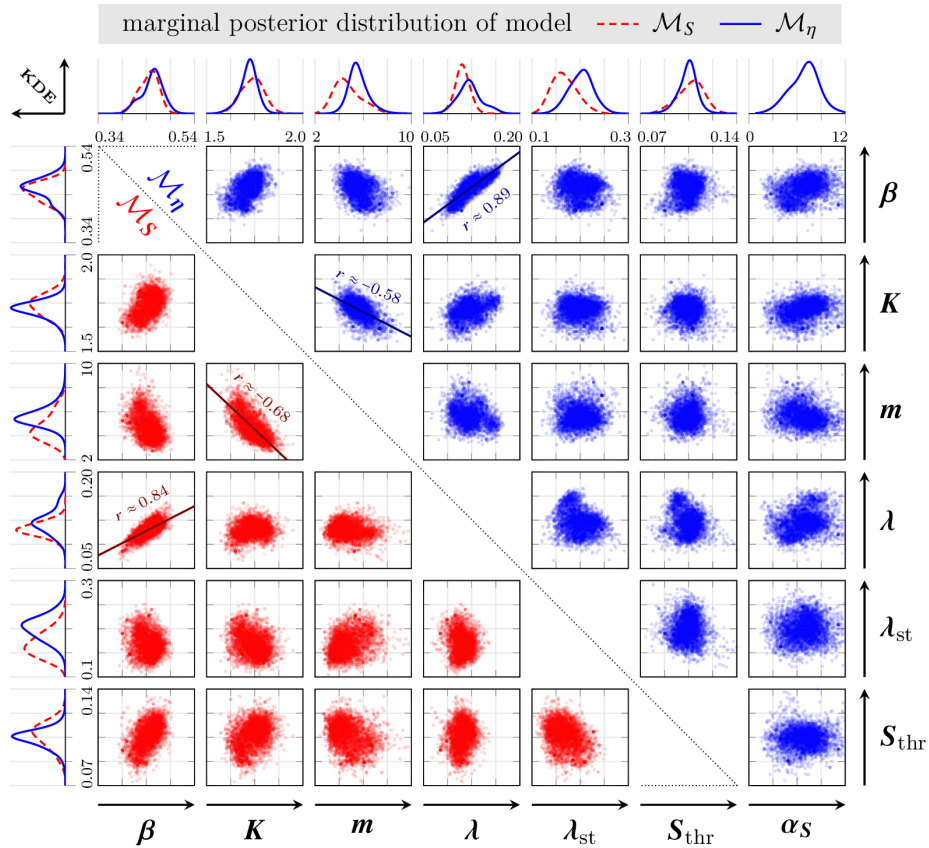 marginal posterior distribution of model M_S M_η
KDE
0.34 0.54 1.5 2.0 2 10 0.05 0.20 0.1 0.3 0.07 0.14 0 12
0.54 0.34 M_η M_S r ≈ 0.89 β
2.0 1.5 r ≈ −0.58 K
10 2 r ≈ −0.68 m
0.20 0.05 r ≈ 0.84 λ
0.3 0.1 λ_st
0.14 0.07 S_thr
β K m λ λ_st S_thr α_S